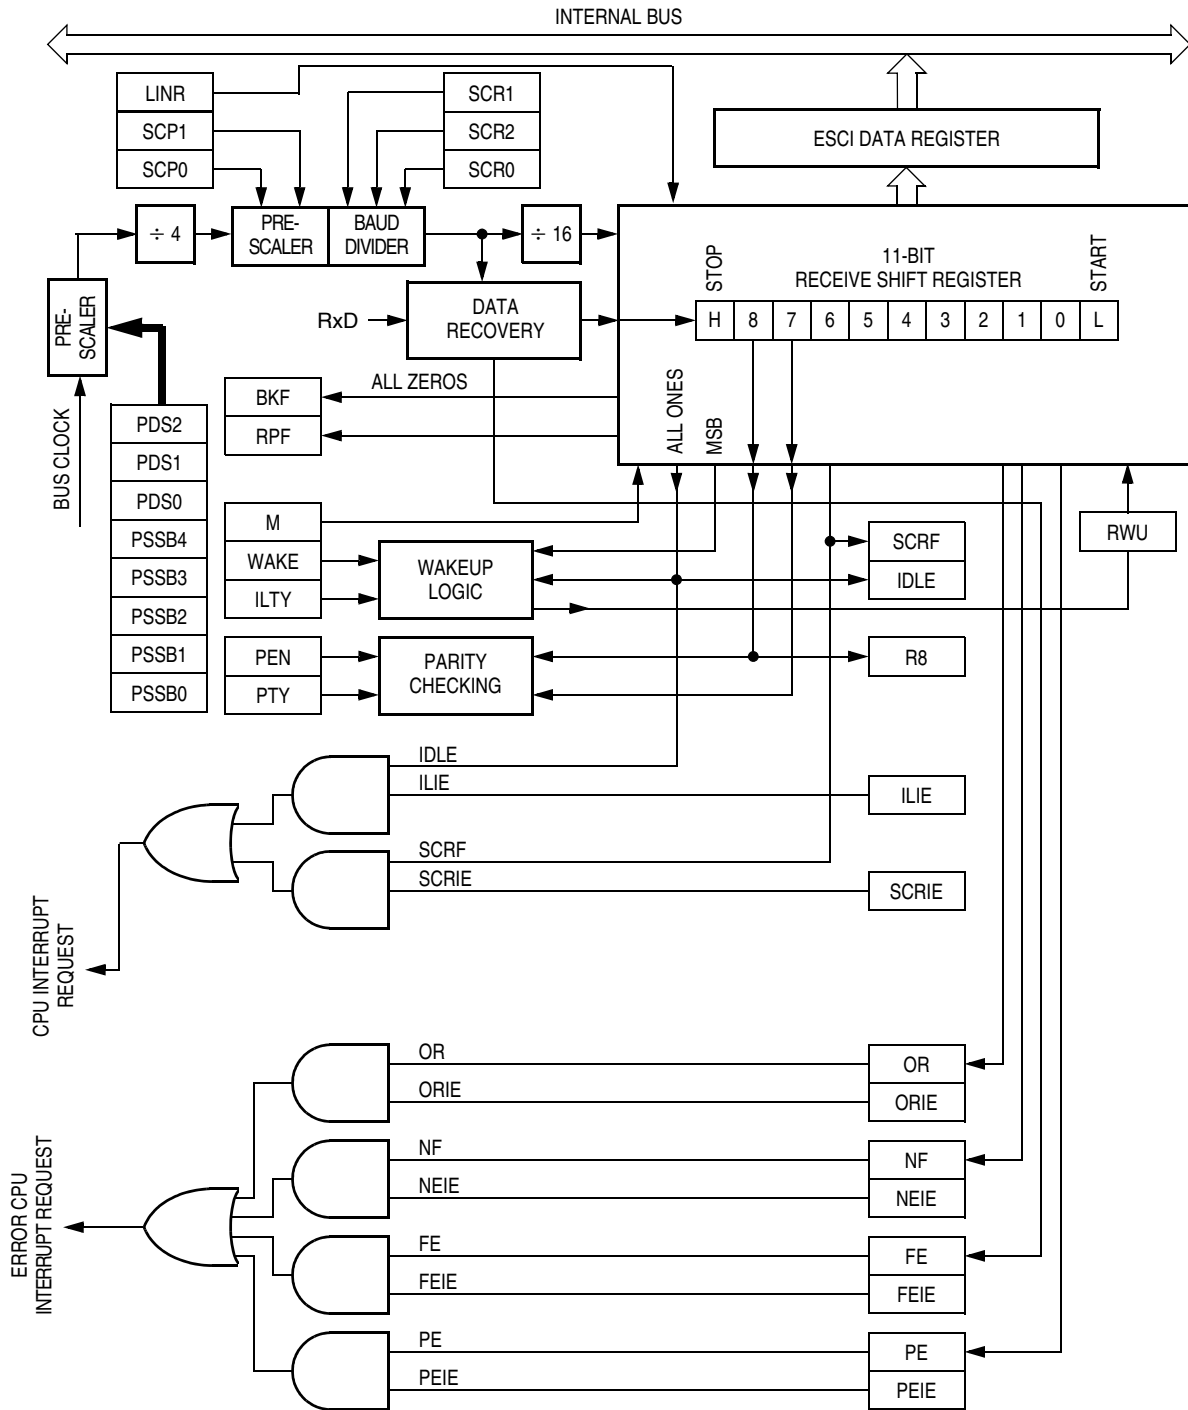 INTERNAL BUS
LINR
SCP1
SCP0
SCR1
SCR2
SCR0
ESCI DATA REGISTER
÷ 4
PRE-
SCALER
BAUD
DIVIDER
÷ 16
PRE-
SCALER
BUS CLOCK
RxD
DATA
RECOVERY
STOP
11-BIT
RECEIVE SHIFT REGISTER
START
H
8
7
6
5
4
3
2
1
0
L
ALL ONES
MSB
ALL ZEROS
BKF
RPF
PDS2
PDS1
PDS0
PSSB4
PSSB3
PSSB2
PSSB1
PSSB0
M
WAKE
ILTY
WAKEUP
LOGIC
PEN
PTY
PARITY
CHECKING
SCRF
IDLE
RWU
R8
IDLE
ILIE
ILIE
SCRF
SCRIE
SCRIE
CPU INTERRUPT
REQUEST
OR
ORIE
OR
ORIE
NF
NEIE
NF
NEIE
ERROR CPU
INTERRUPT REQUEST
FE
FEIE
FE
FEIE
PE
PEIE
PE
PEIE